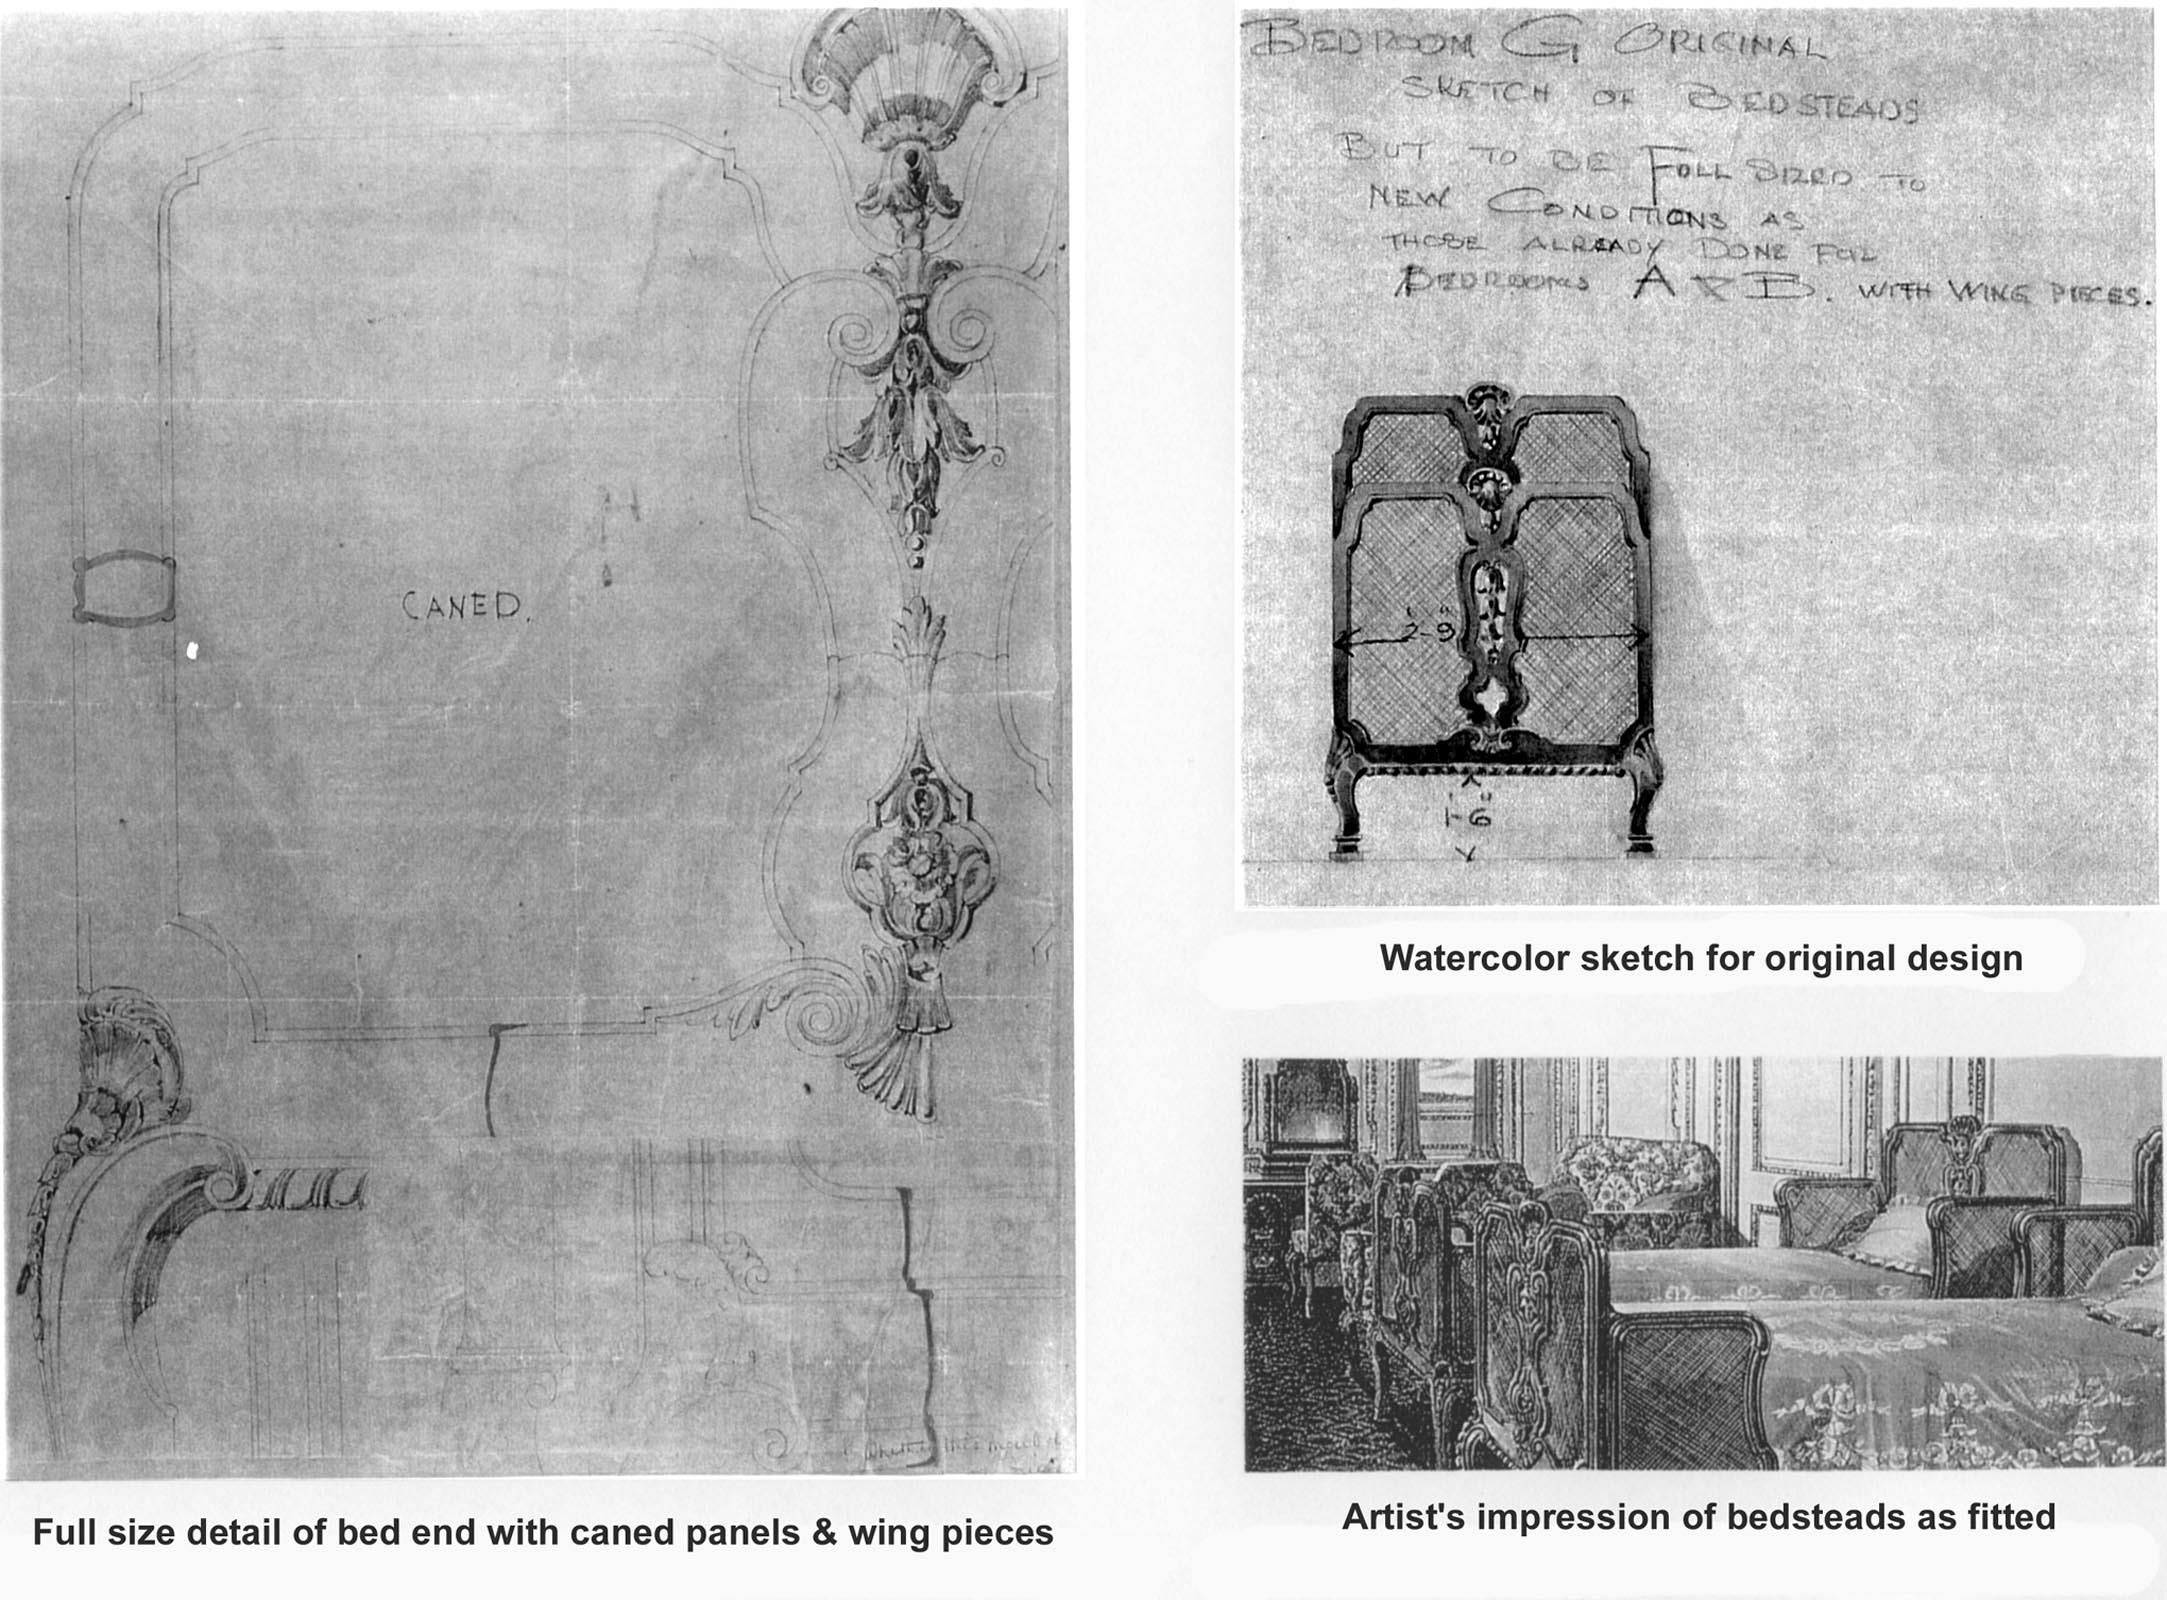 CANED.
Full size detail of bed end with caned panels & wing pieces
BEDROOM G ORIGINAL
SKETCH OF BEDSTEADS
BUT TO BE FULL SIZED TO
NEW CONDITIONS AS
THOSE ALREADY DONE FOR
BEDROOMS A & B. WITH WING PIECES.
2'-9"
1'-6"
Watercolor sketch for original design
Artist's impression of bedsteads as fitted